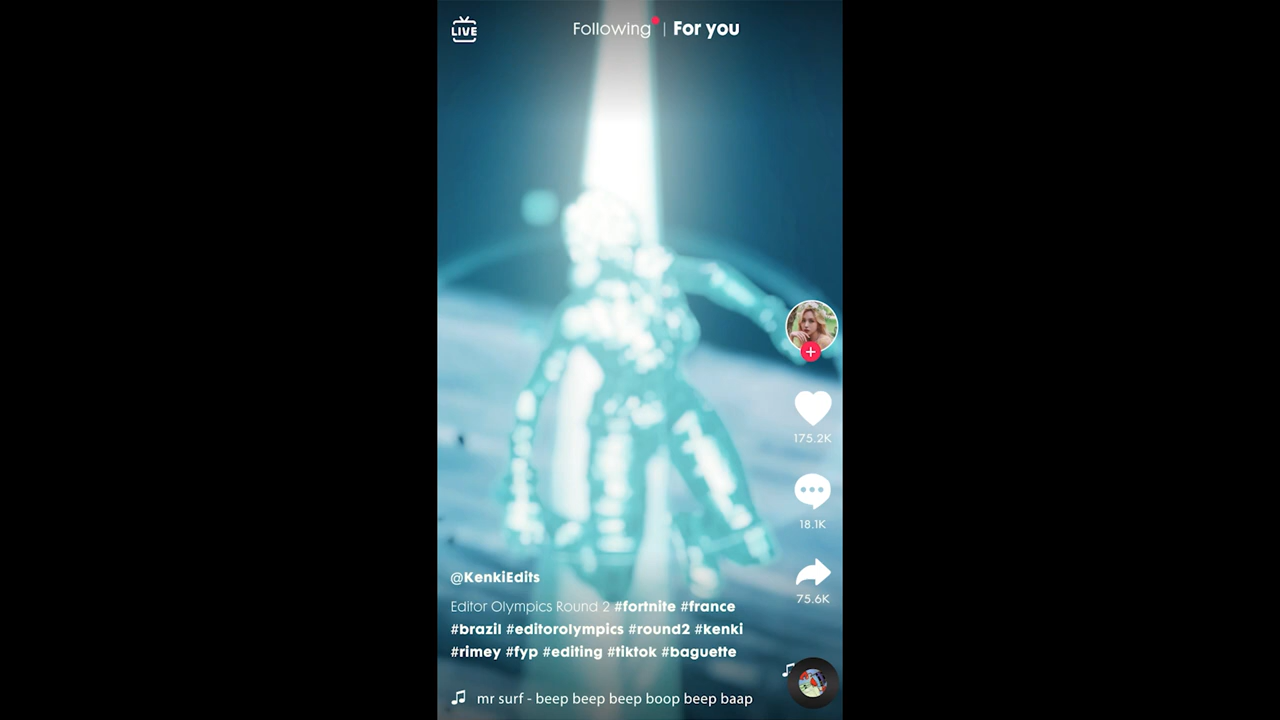 LIVE
Following | For you
175.2K
18.1K
75.6K
@KenkiEdits
Editor Olympics Round 2 #fortnite #france
#brazil #editorolympics #round2 #kenki
#rimey #fyp #editing #tiktok #baguette
mr surf - beep beep beep boop beep baap